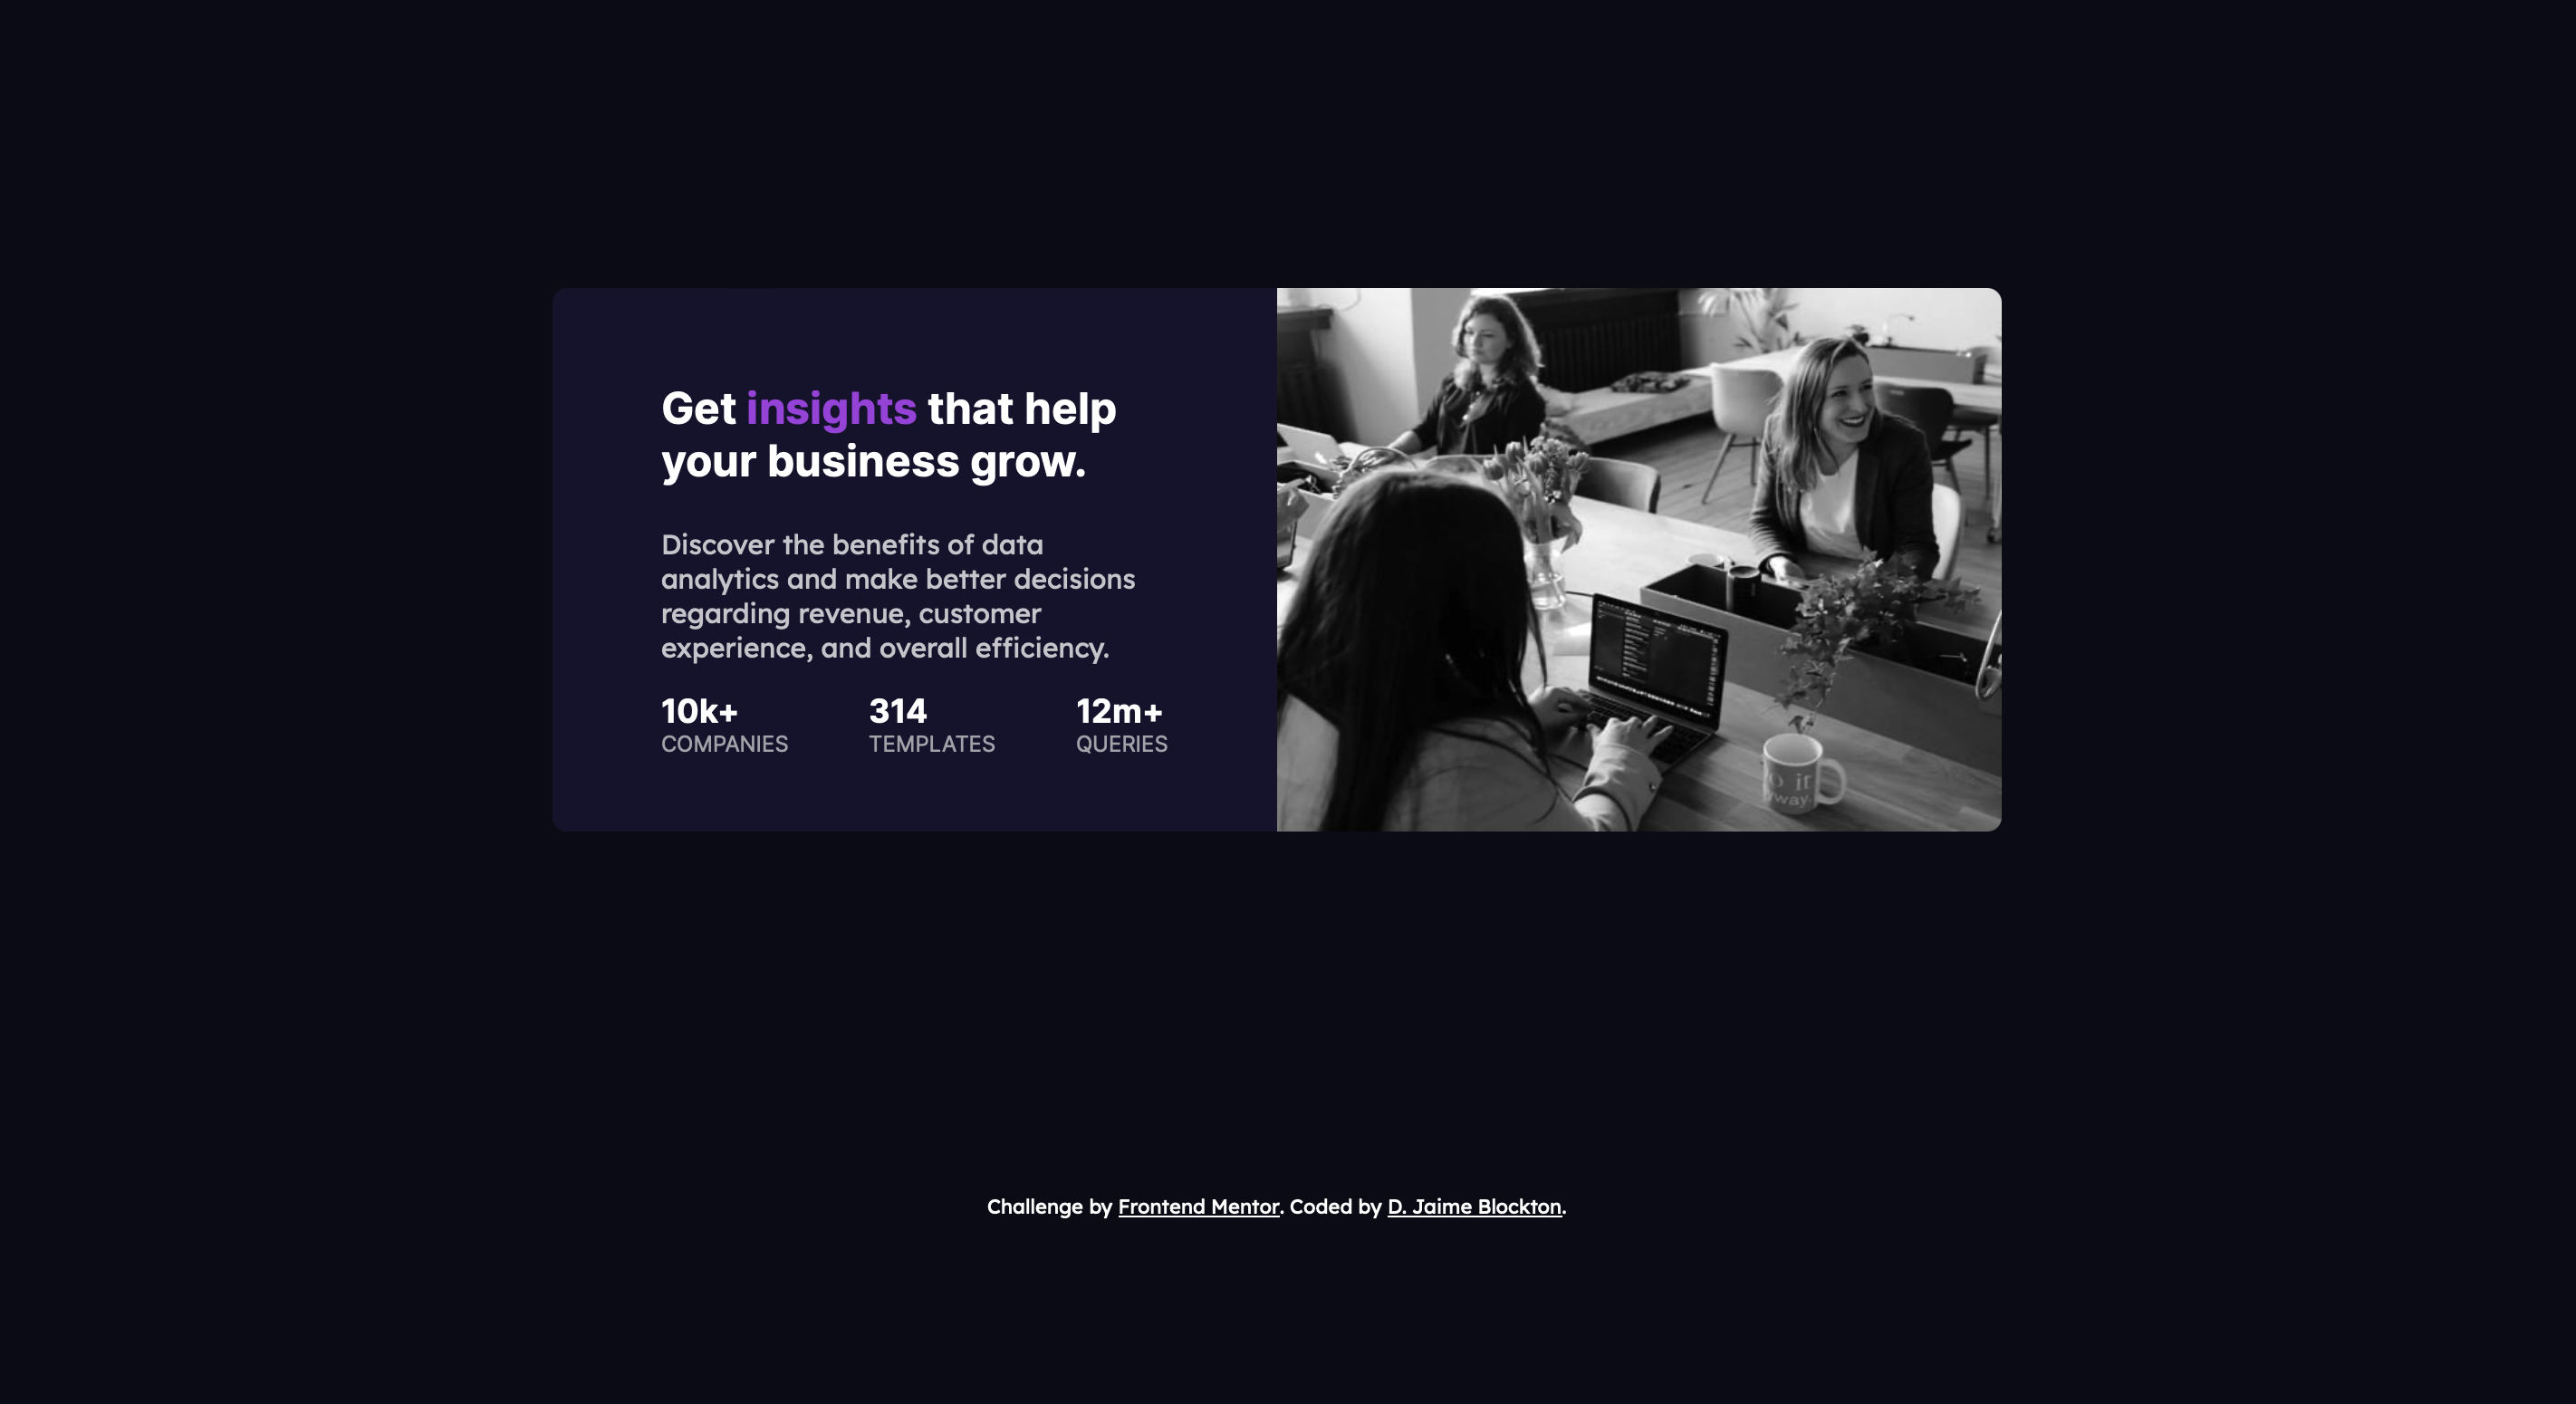 Get insights that help
your business grow.
Discover the benefits of data
analytics and make better decisions
regarding revenue, customer
experience, and overall efficiency.
10k+ 314 12m+
COMPANIES TEMPLATES QUERIES
Challenge by Frontend Mentor. Coded by D. Jaime Blockton.